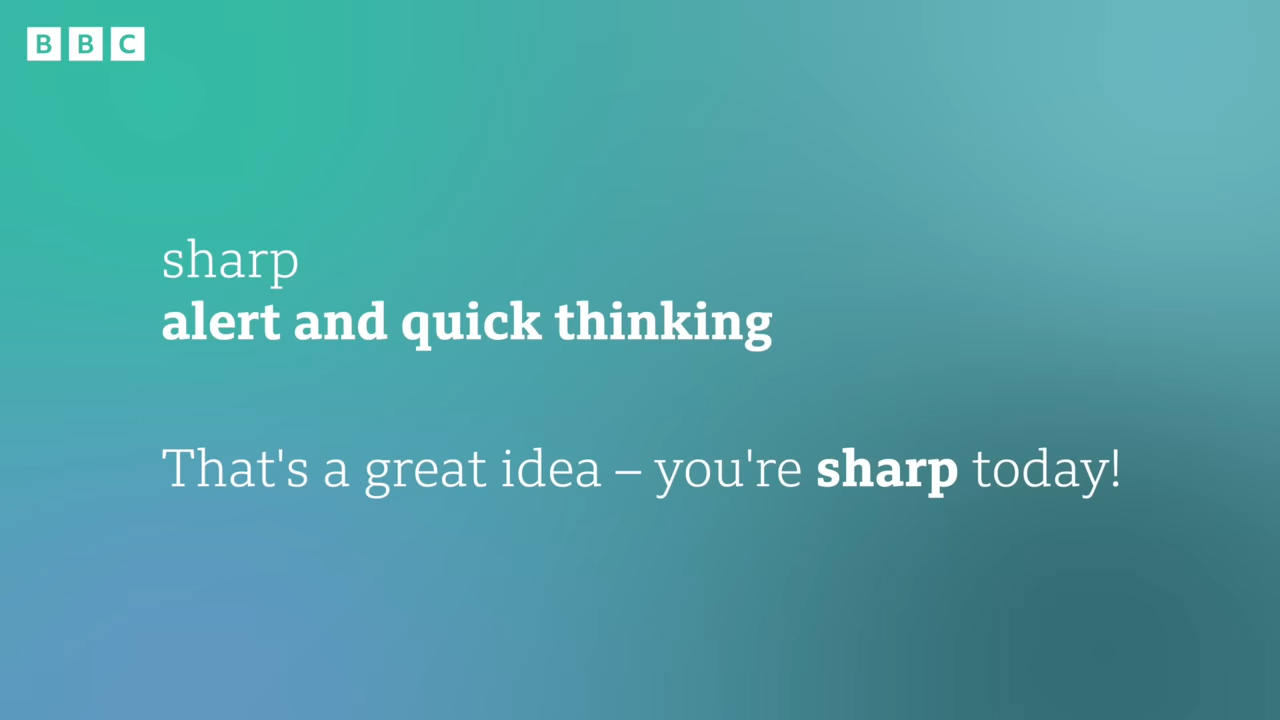 BBC
sharp
alert and quick thinking
That's a great idea – you're sharp today!